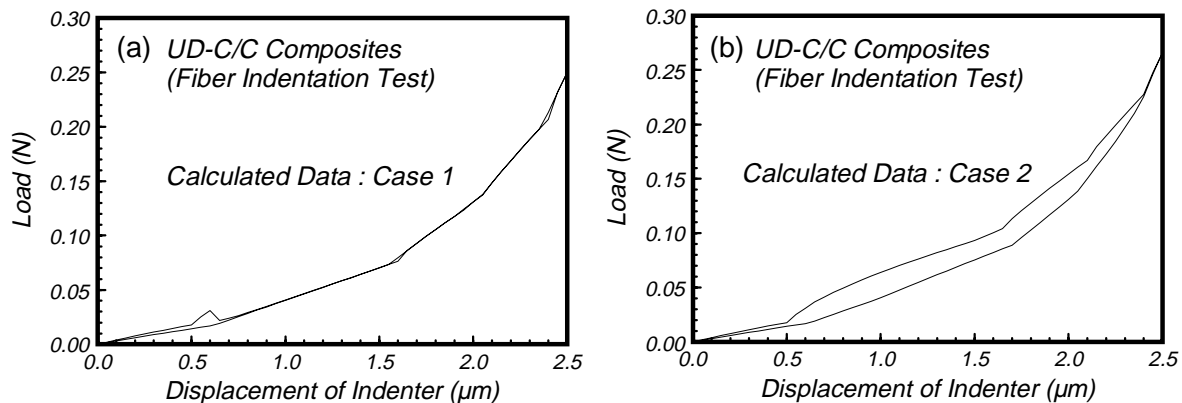 (a) UD-C/C Composites
(Fiber Indentation Test)
Calculated Data : Case 1
Load (N)
0.30
0.25
0.20
0.15
0.10
0.05
0.00
0.0 0.5 1.0 1.5 2.0 2.5
Displacement of Indenter (μm)
(b) UD-C/C Composites
(Fiber Indentation Test)
Calculated Data : Case 2
Load (N)
0.30
0.25
0.20
0.15
0.10
0.05
0.00
0.0 0.5 1.0 1.5 2.0 2.5
Displacement of Indenter (μm)